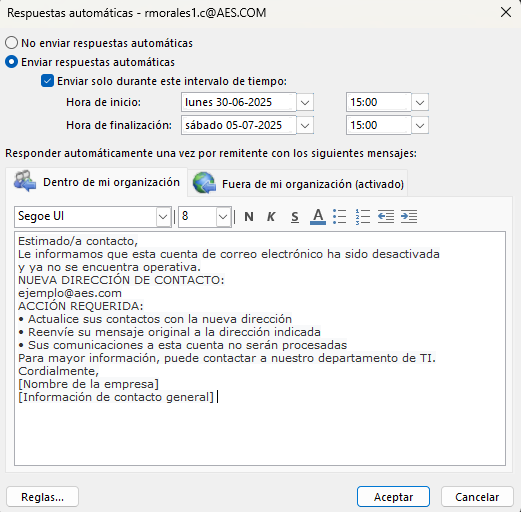 Respuestas automáticas - rmorales1.c@AES.COM
No enviar respuestas automáticas
Enviar respuestas automáticas
Enviar solo durante este intervalo de tiempo:
Hora de inicio: lunes 30-06-2025 15:00
Hora de finalización: sábado 05-07-2025 15:00
Responder automáticamente una vez por remitente con los siguientes mensajes:
Dentro de mi organización Fuera de mi organización (activado)
Segoe UI 8 N K S A
Estimado/a contacto,
Le informamos que esta cuenta de correo electrónico ha sido desactivada
y ya no se encuentra operativa.
NUEVA DIRECCIÓN DE CONTACTO:
ejemplo@aes.com
ACCIÓN REQUERIDA:
• Actualice sus contactos con la nueva dirección
• Reenvíe su mensaje original a la dirección indicada
• Sus comunicaciones a esta cuenta no serán procesadas
Para mayor información, puede contactar a nuestro departamento de TI.
Cordialmente,
[Nombre de la empresa]
[Información de contacto general]
Reglas... Aceptar Cancelar